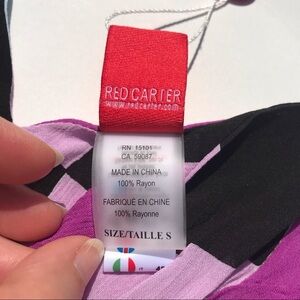 RED CARTER
www.redcarter.com
RN 15101
CA 59087
MADE IN CHINA
100% Rayon
FABRIQUÉ EN CHINE
100% Rayonne
SIZE/TAILLE S
IT